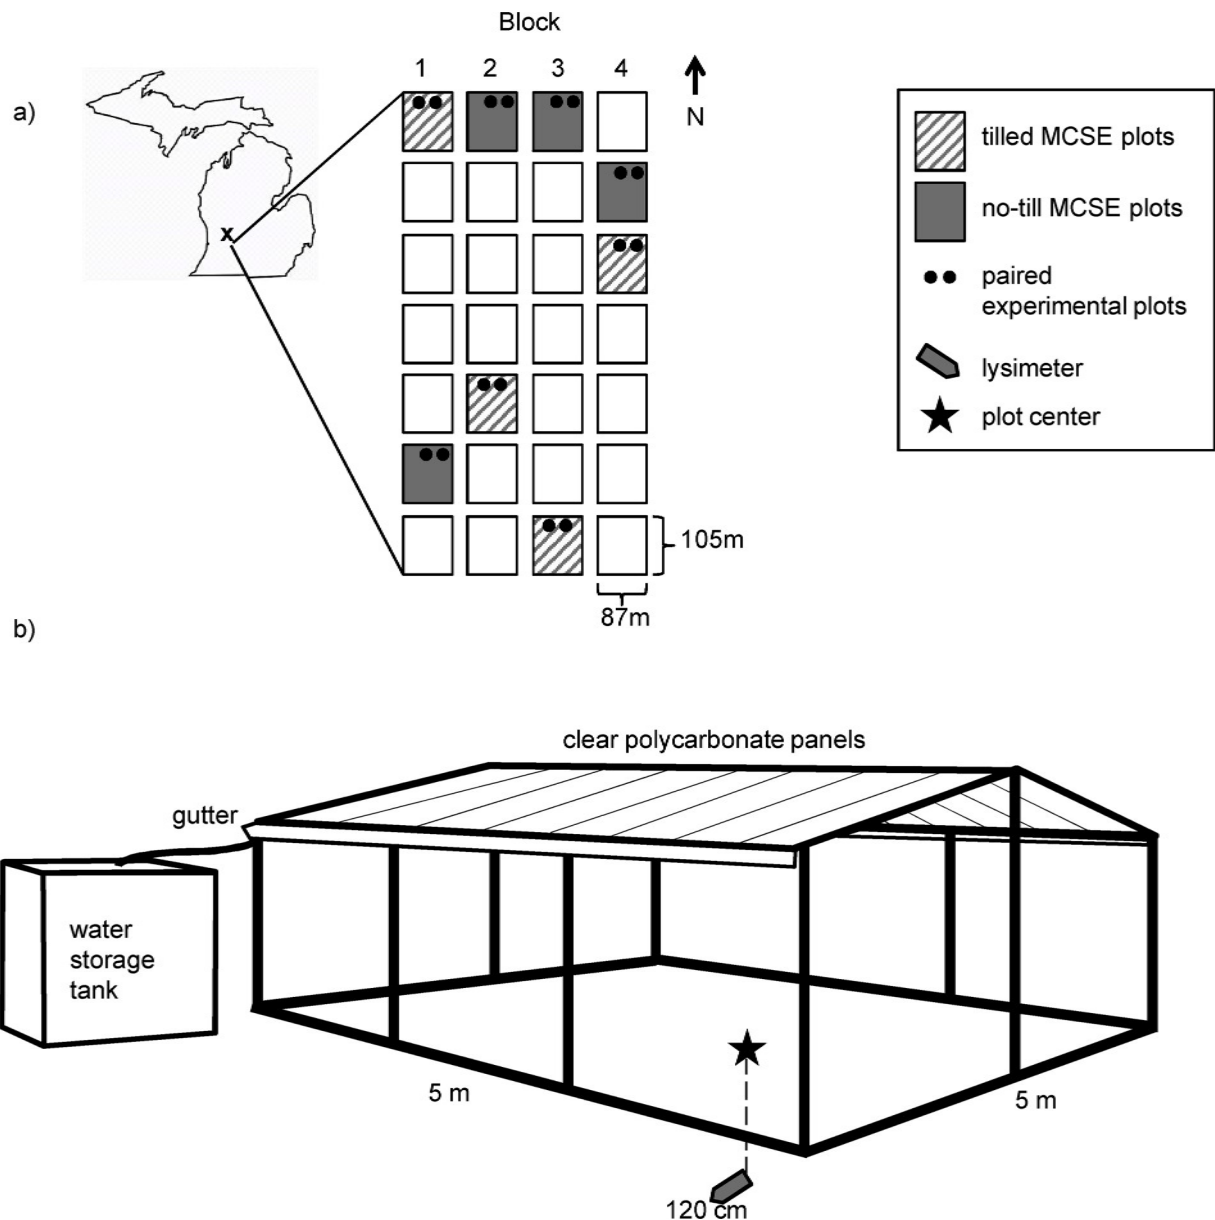 Block
1 2 3 4
a)
N
x
tilled MCSE plots
no-till MCSE plots
paired
experimental plots
lysimeter
plot center
105m
87m
b)
clear polycarbonate panels
gutter
water
storage
tank
5 m
5 m
120 cm